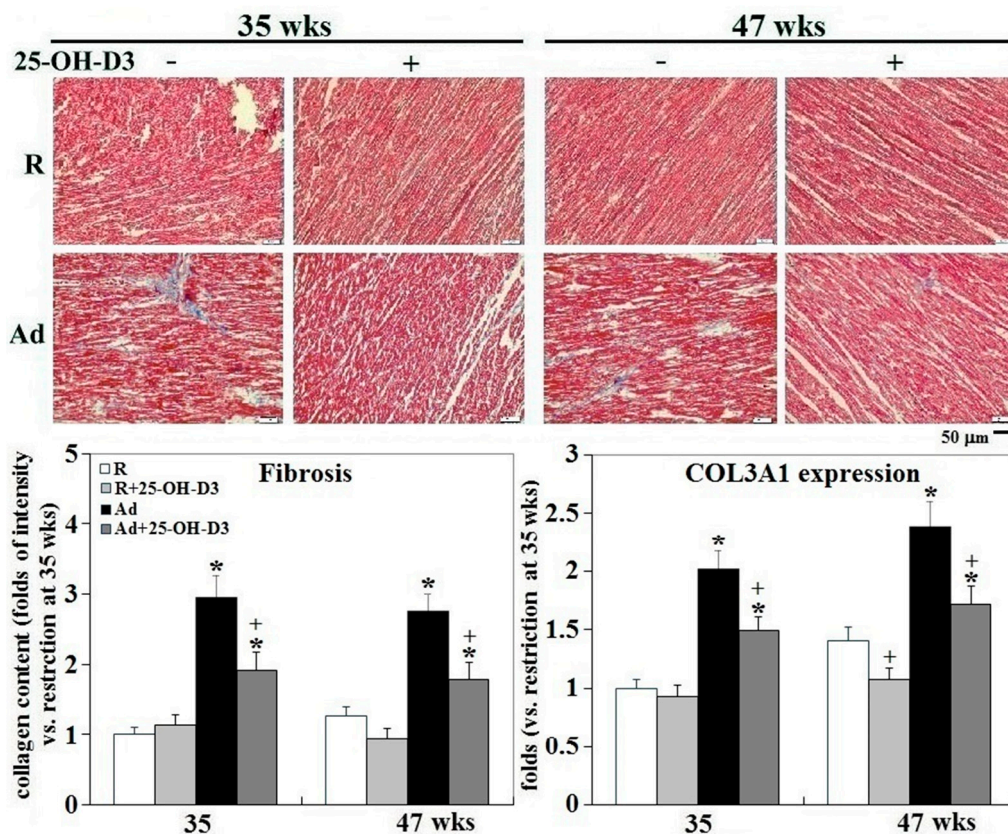 35 wks 47 wks
25-OH-D3 - + - +
R
Ad
50 μm
5
4
3
2
1
0
collagen content (folds of intensity
vs. restrction at 35 wks)
Fibrosis
R
R+25-OH-D3
Ad
Ad+25-OH-D3
*
+
*
*
+
*
35 47 wks
3
2.5
2
1.5
1
0.5
0
folds (vs. restriction at 35 wks)
COL3A1 expression
*
+
*
+
*
+
*
35 47 wks